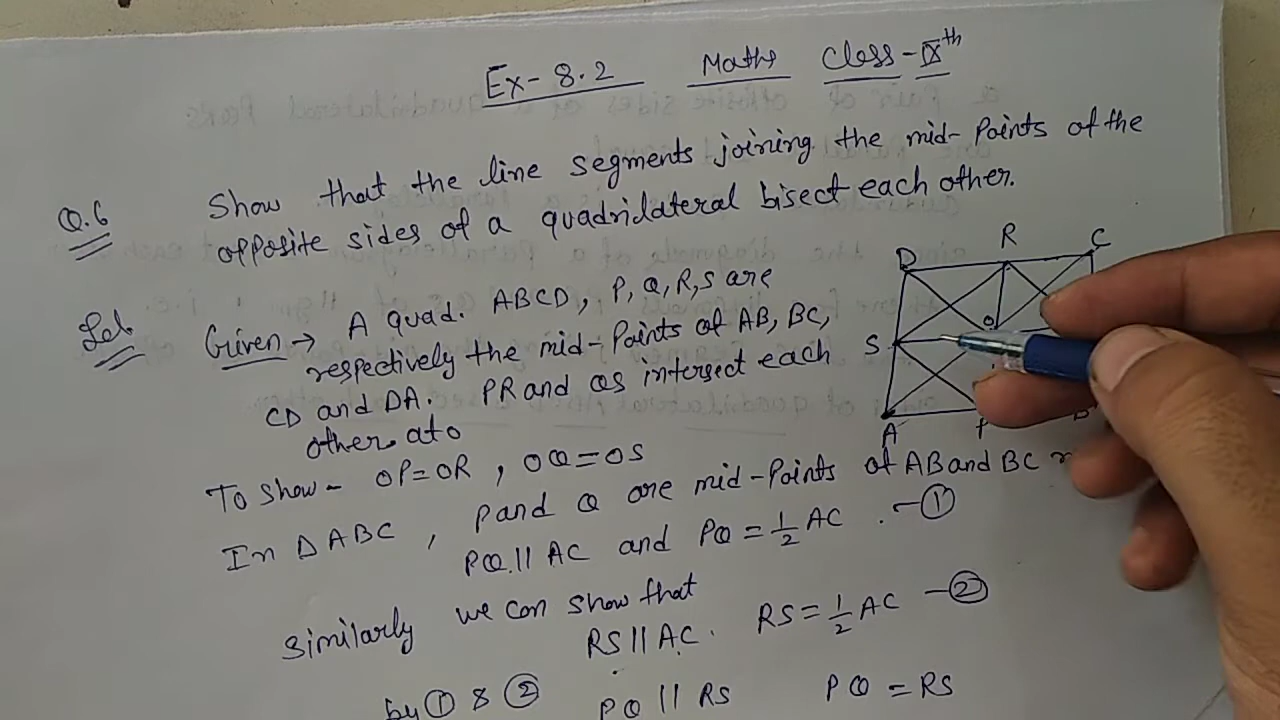 Ex- 8.2 Maths Class - IX th
Q.6 Show that the line segments joining the mid-Points of the
opposite sides of a quadrilateral bisect each other.
Given → A quad. ABCD, P, Q, R, S are
respectively the mid-Points of AB, BC,
CD and DA. PR and QS intersect each
other at O
To show - OP=OR, OQ=OS
In ΔABC, P and Q are mid-Points of AB and BC
PQ || AC and PQ = 1/2 AC. - ①
Similarly we can show that
RS || AC. RS = 1/2 AC - ②
by ① & ② PQ || RS PQ = RS
D R C
S O
A P B